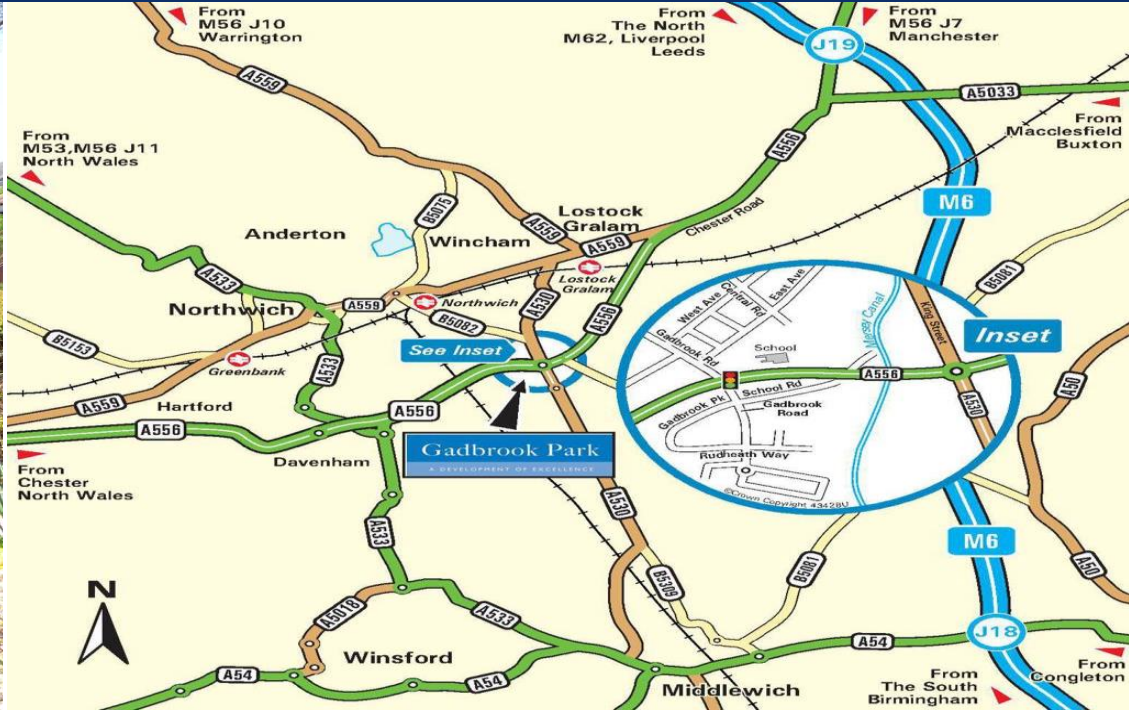 From
M56 J10
Warrington
From
The North
M62, Liverpool
Leeds
From
M56 J7
Manchester
J19
A559
A5033
From
Macclesfield
Buxton
From
M53,M56 J11
North Wales
A556
M6
B5075
Chester Road
Anderton
Wincham
A559
Lostock
Gralam
A559
Lostock
Gralam
A533
Northwich
A559
Northwich
A530
A556
B5082
B5081
B5153
See Inset
Greenbank
A533
West Ave
Central Rd
East Ave
Mersey Canal
King Street
Inset
Gadbrook Rd
School
A556
Gadbrook Pk
School Rd
Gadbrook
Road
A530
Rudheath Way
©Crown Copyright 43428U
A50
A559
Hartford
A556
A556
Davenham
Gadbrook Park
A DEVELOPMENT OF EXCELLENCE
From
Chester
North Wales
A533
A530
M6
A50
B5309
B5081
N
A5018
A533
Winsford
A54
A54
Middlewich
A54
J18
From
The South
Birmingham
From
Congleton